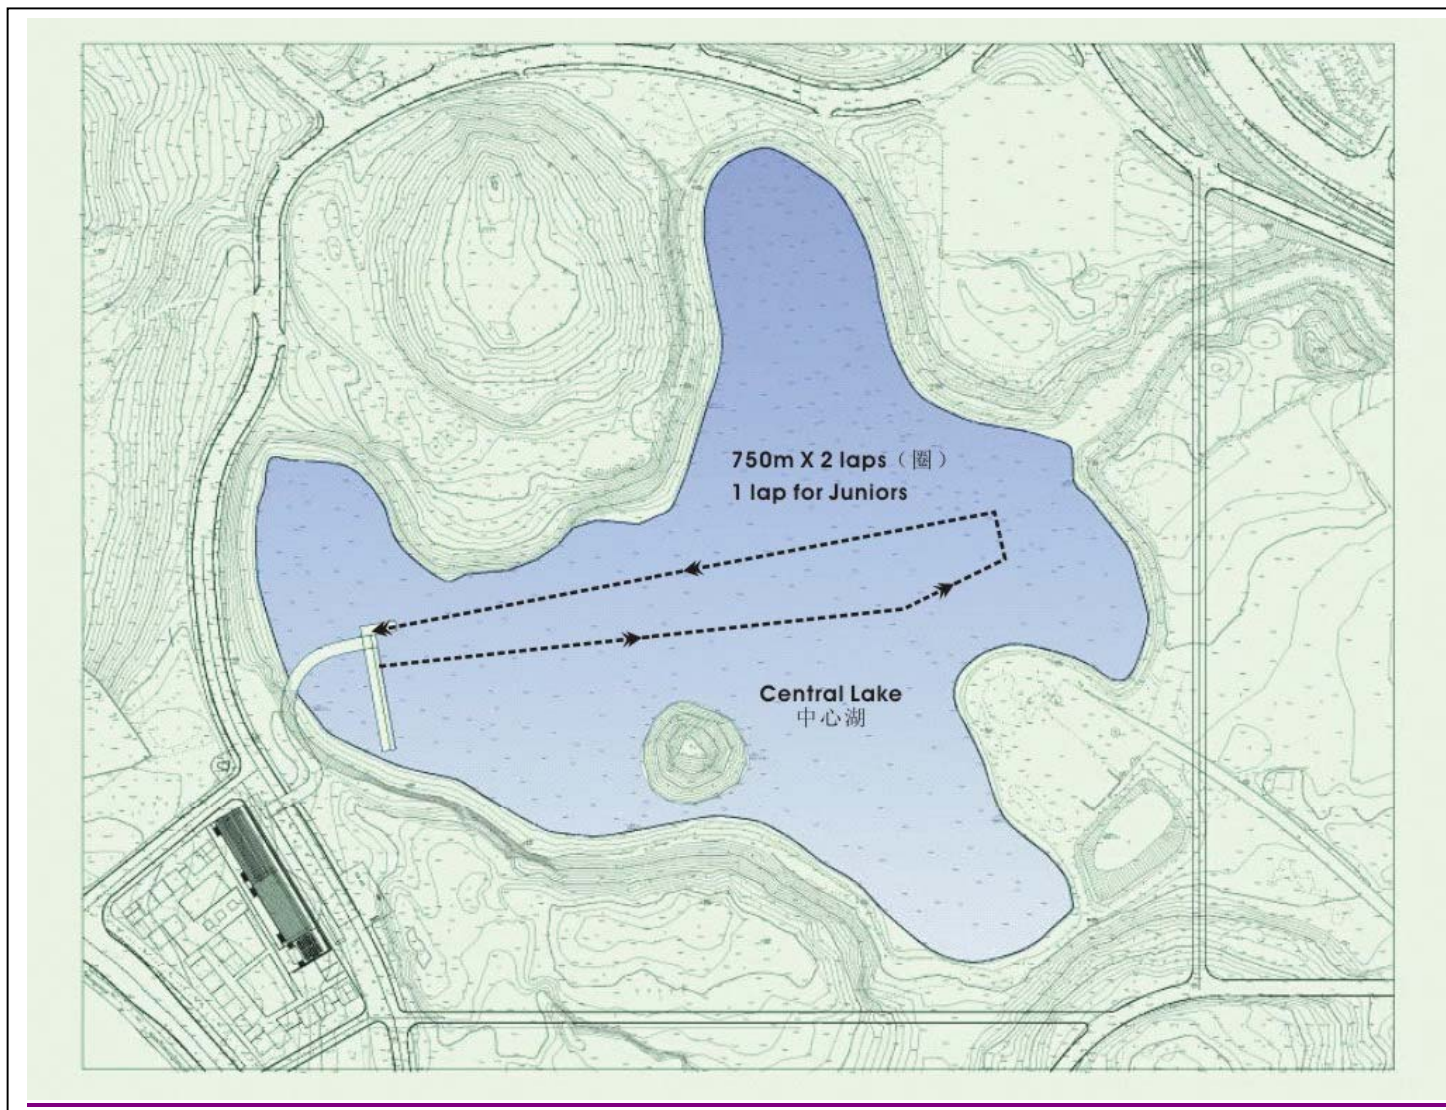 750m X 2 laps（圈）
1 lap for Juniors
Central Lake
中心湖